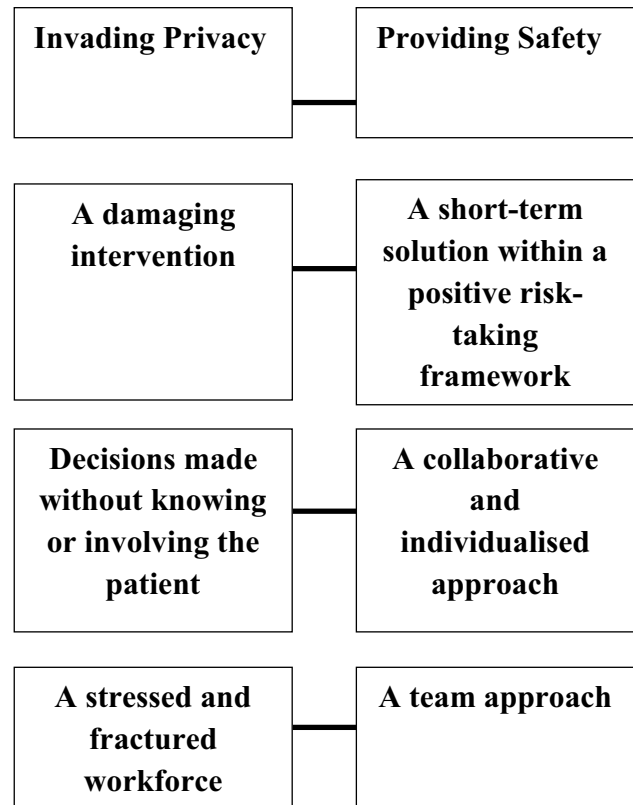 Invading Privacy
Providing Safety
A damaging
intervention
A short-term
solution within a
positive risk-
taking
framework
Decisions made
without knowing
or involving the
patient
A collaborative
and
individualised
approach
A stressed and
fractured
workforce
A team approach